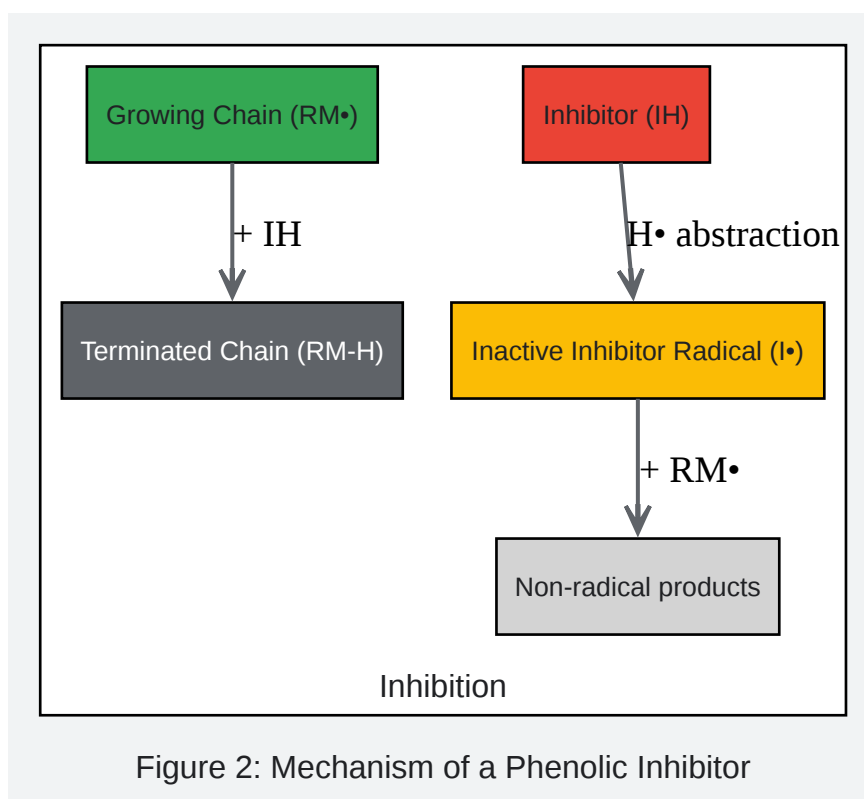 Growing Chain (RM•)
Inhibitor (IH)
+ IH
H• abstraction
Terminated Chain (RM-H)
Inactive Inhibitor Radical (I•)
+ RM•
Non-radical products
Inhibition
Figure 2: Mechanism of a Phenolic Inhibitor